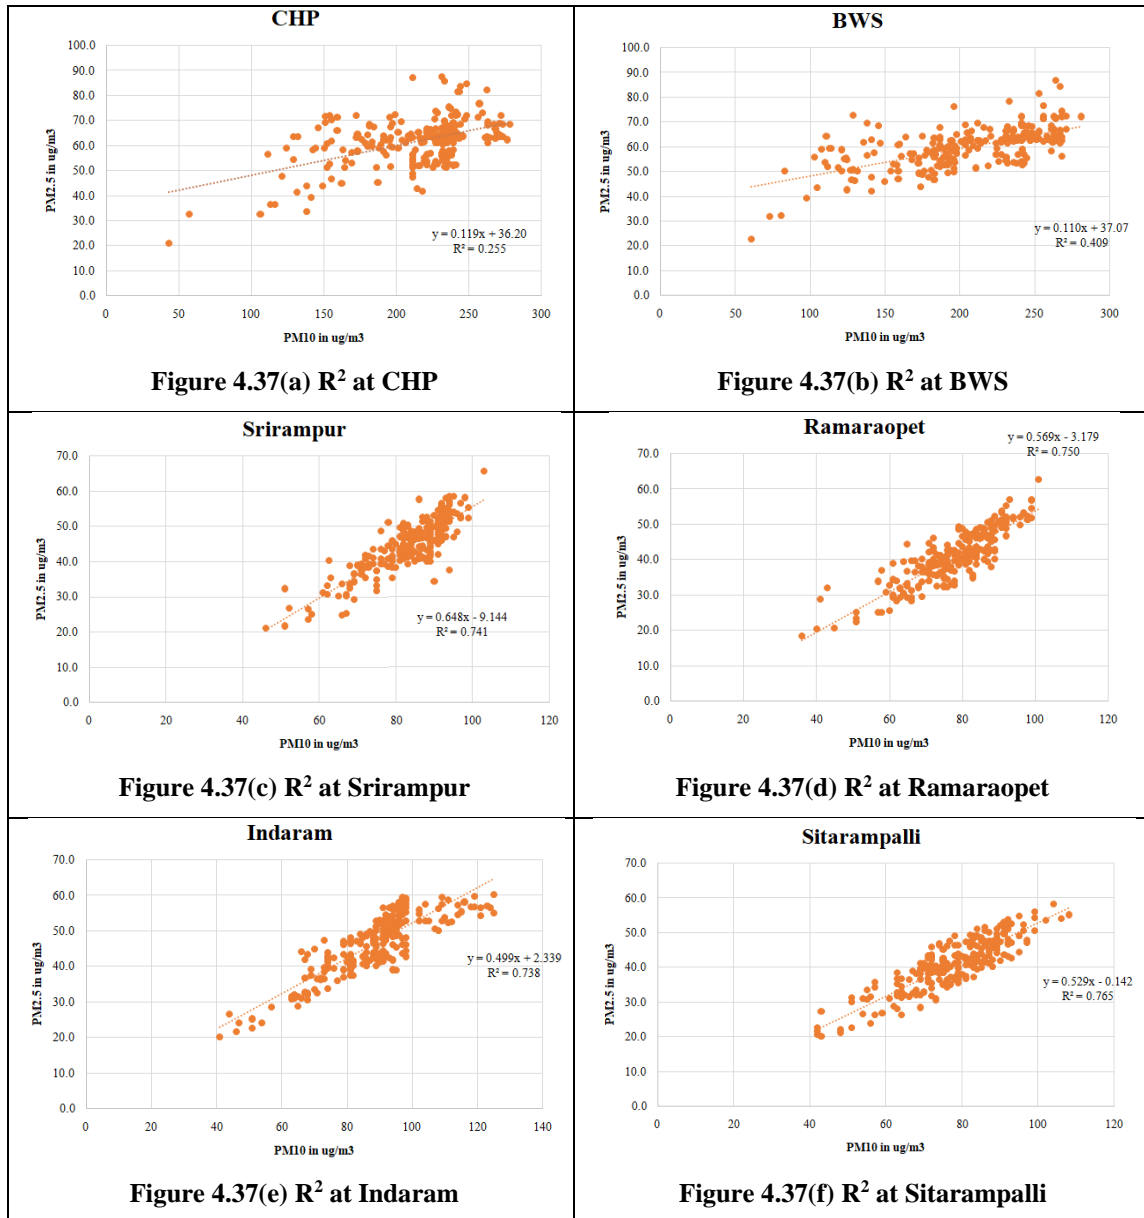 CHP
100.0
90.0
80.0
70.0
60.0
50.0
40.0
30.0
20.0
10.0
0.0
PM2.5 in ug/m3
y = 0.119x + 36.20
R² = 0.255
50
100
150
200
250
300
PM10 in ug/m3
Figure 4.37(a) R² at CHP
BWS
100.0
90.0
80.0
70.0
60.0
50.0
40.0
30.0
20.0
10.0
0.0
PM2.5 in ug/m3
y = 0.110x + 37.07
R² = 0.409
0
50
100
150
200
250
300
PM10 in ug/m3
Figure 4.37(b) R² at BWS
Srirampur
70.0
60.0
50.0
40.0
30.0
20.0
10.0
0.0
PM2.5 in ug/m3
y = 0.648x - 9.144
R² = 0.741
0
20
40
60
80
100
120
PM10 in ug/m3
Figure 4.37(c) R² at Srirampur
Ramaraopet
y = 0.569x - 3.179
R² = 0.750
70.0
60.0
50.0
40.0
30.0
20.0
10.0
0.0
PM2.5 in ug/m3
0
20
40
60
80
100
120
PM10 in ug/m3
Figure 4.37(d) R² at Ramaraopet
Indaram
70.0
60.0
50.0
40.0
30.0
20.0
10.0
0.0
PM2.5 in ug/m3
y = 0.499x + 2.339
R² = 0.738
0
20
40
60
80
100
120
140
PM10 in ug/m3
Figure 4.37(e) R² at Indaram
Sitarampalli
70.0
60.0
50.0
40.0
30.0
20.0
10.0
0.0
PM2.5 in ug/m3
y = 0.529x - 0.142
R² = 0.765
0
20
40
60
80
100
120
PM10 in ug/m3
Figure 4.37(f) R² at Sitarampalli